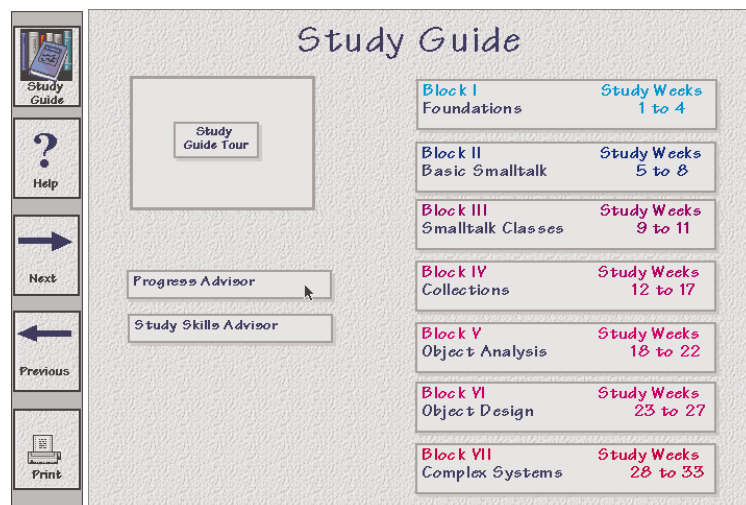 Study Guide
Study
Guide
Help
Next
Previous
Print
Study
Guide Tour
Progress Advisor
Study Skills Advisor
Block I Study Weeks
Foundations 1 to 4
Block II Study Weeks
Basic Smalltalk 5 to 8
Block III Study Weeks
Smalltalk Classes 9 to 11
Block IV Study Weeks
Collections 12 to 17
Block V Study Weeks
Object Analysis 18 to 22
Block VI Study Weeks
Object Design 23 to 27
Block VII Study Weeks
Complex Systems 28 to 33